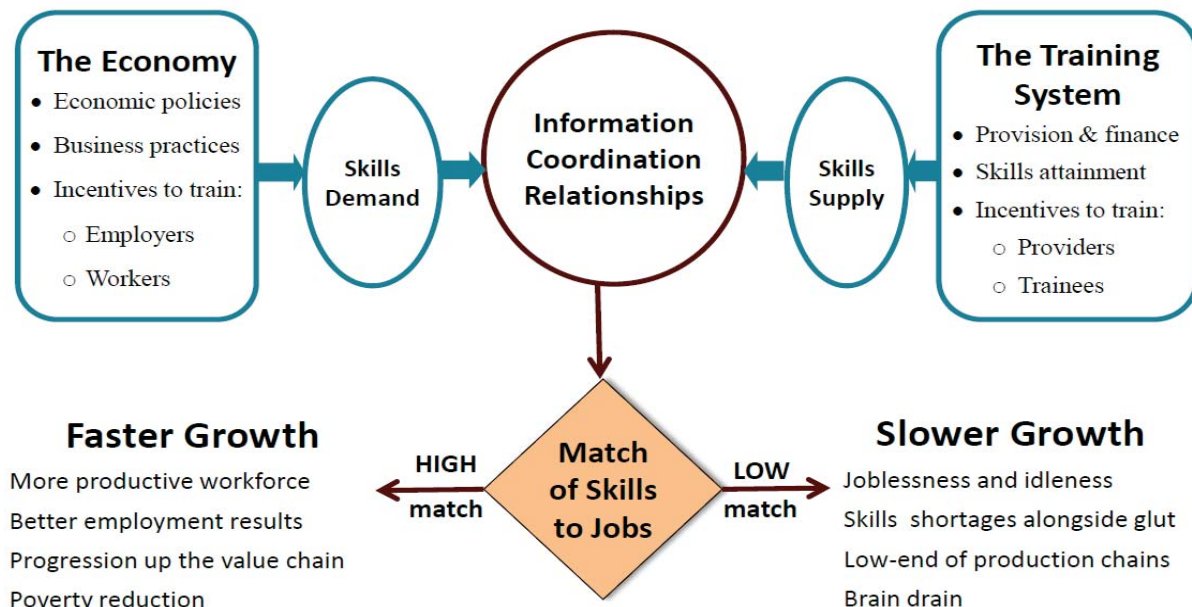 The Economy
• Economic policies
• Business practices
• Incentives to train:
○ Employers
○ Workers
Skills
Demand
Information
Coordination
Relationships
Skills
Supply
The Training
System
• Provision & finance
• Skills attainment
• Incentives to train:
○ Providers
○ Trainees
Faster Growth
More productive workforce
Better employment results
Progression up the value chain
Poverty reduction
HIGH
match
Match
of Skills
to Jobs
LOW
match
Slower Growth
Joblessness and idleness
Skills shortages alongside glut
Low-end of production chains
Brain drain